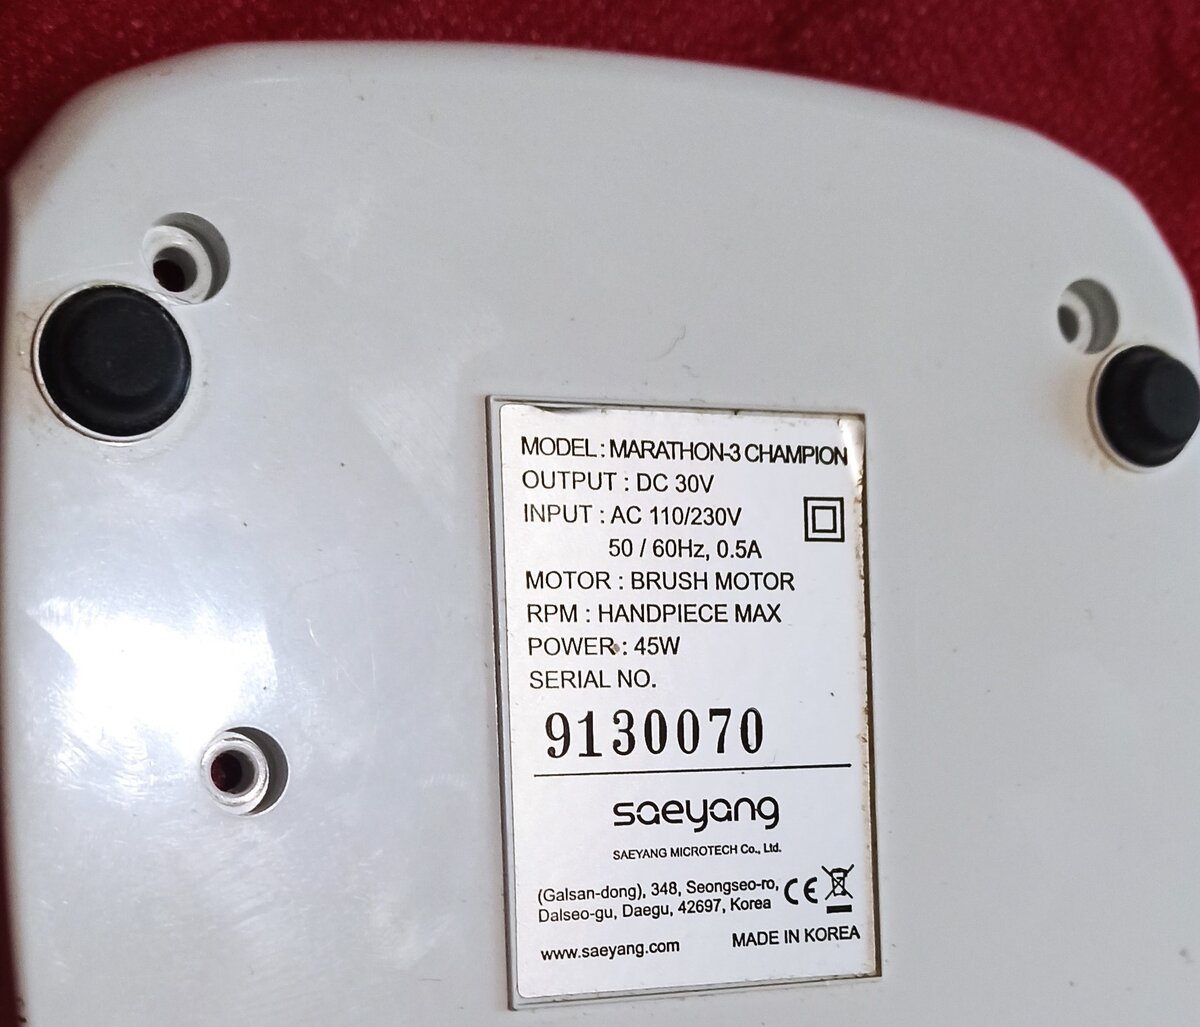 MODEL : MARATHON-3 CHAMPION
OUTPUT : DC 30V
INPUT : AC 110/230V
50 / 60Hz, 0.5A
MOTOR : BRUSH MOTOR
RPM : HANDPIECE MAX
POWER : 45W
SERIAL NO.
9130070
saeyang
SAEYANG MICROTECH Co., Ltd.
(Galsan-dong), 348, Seongseo-ro,
Dalseo-gu, Daegu, 42697, Korea
CE
www.saeyang.com
MADE IN KOREA